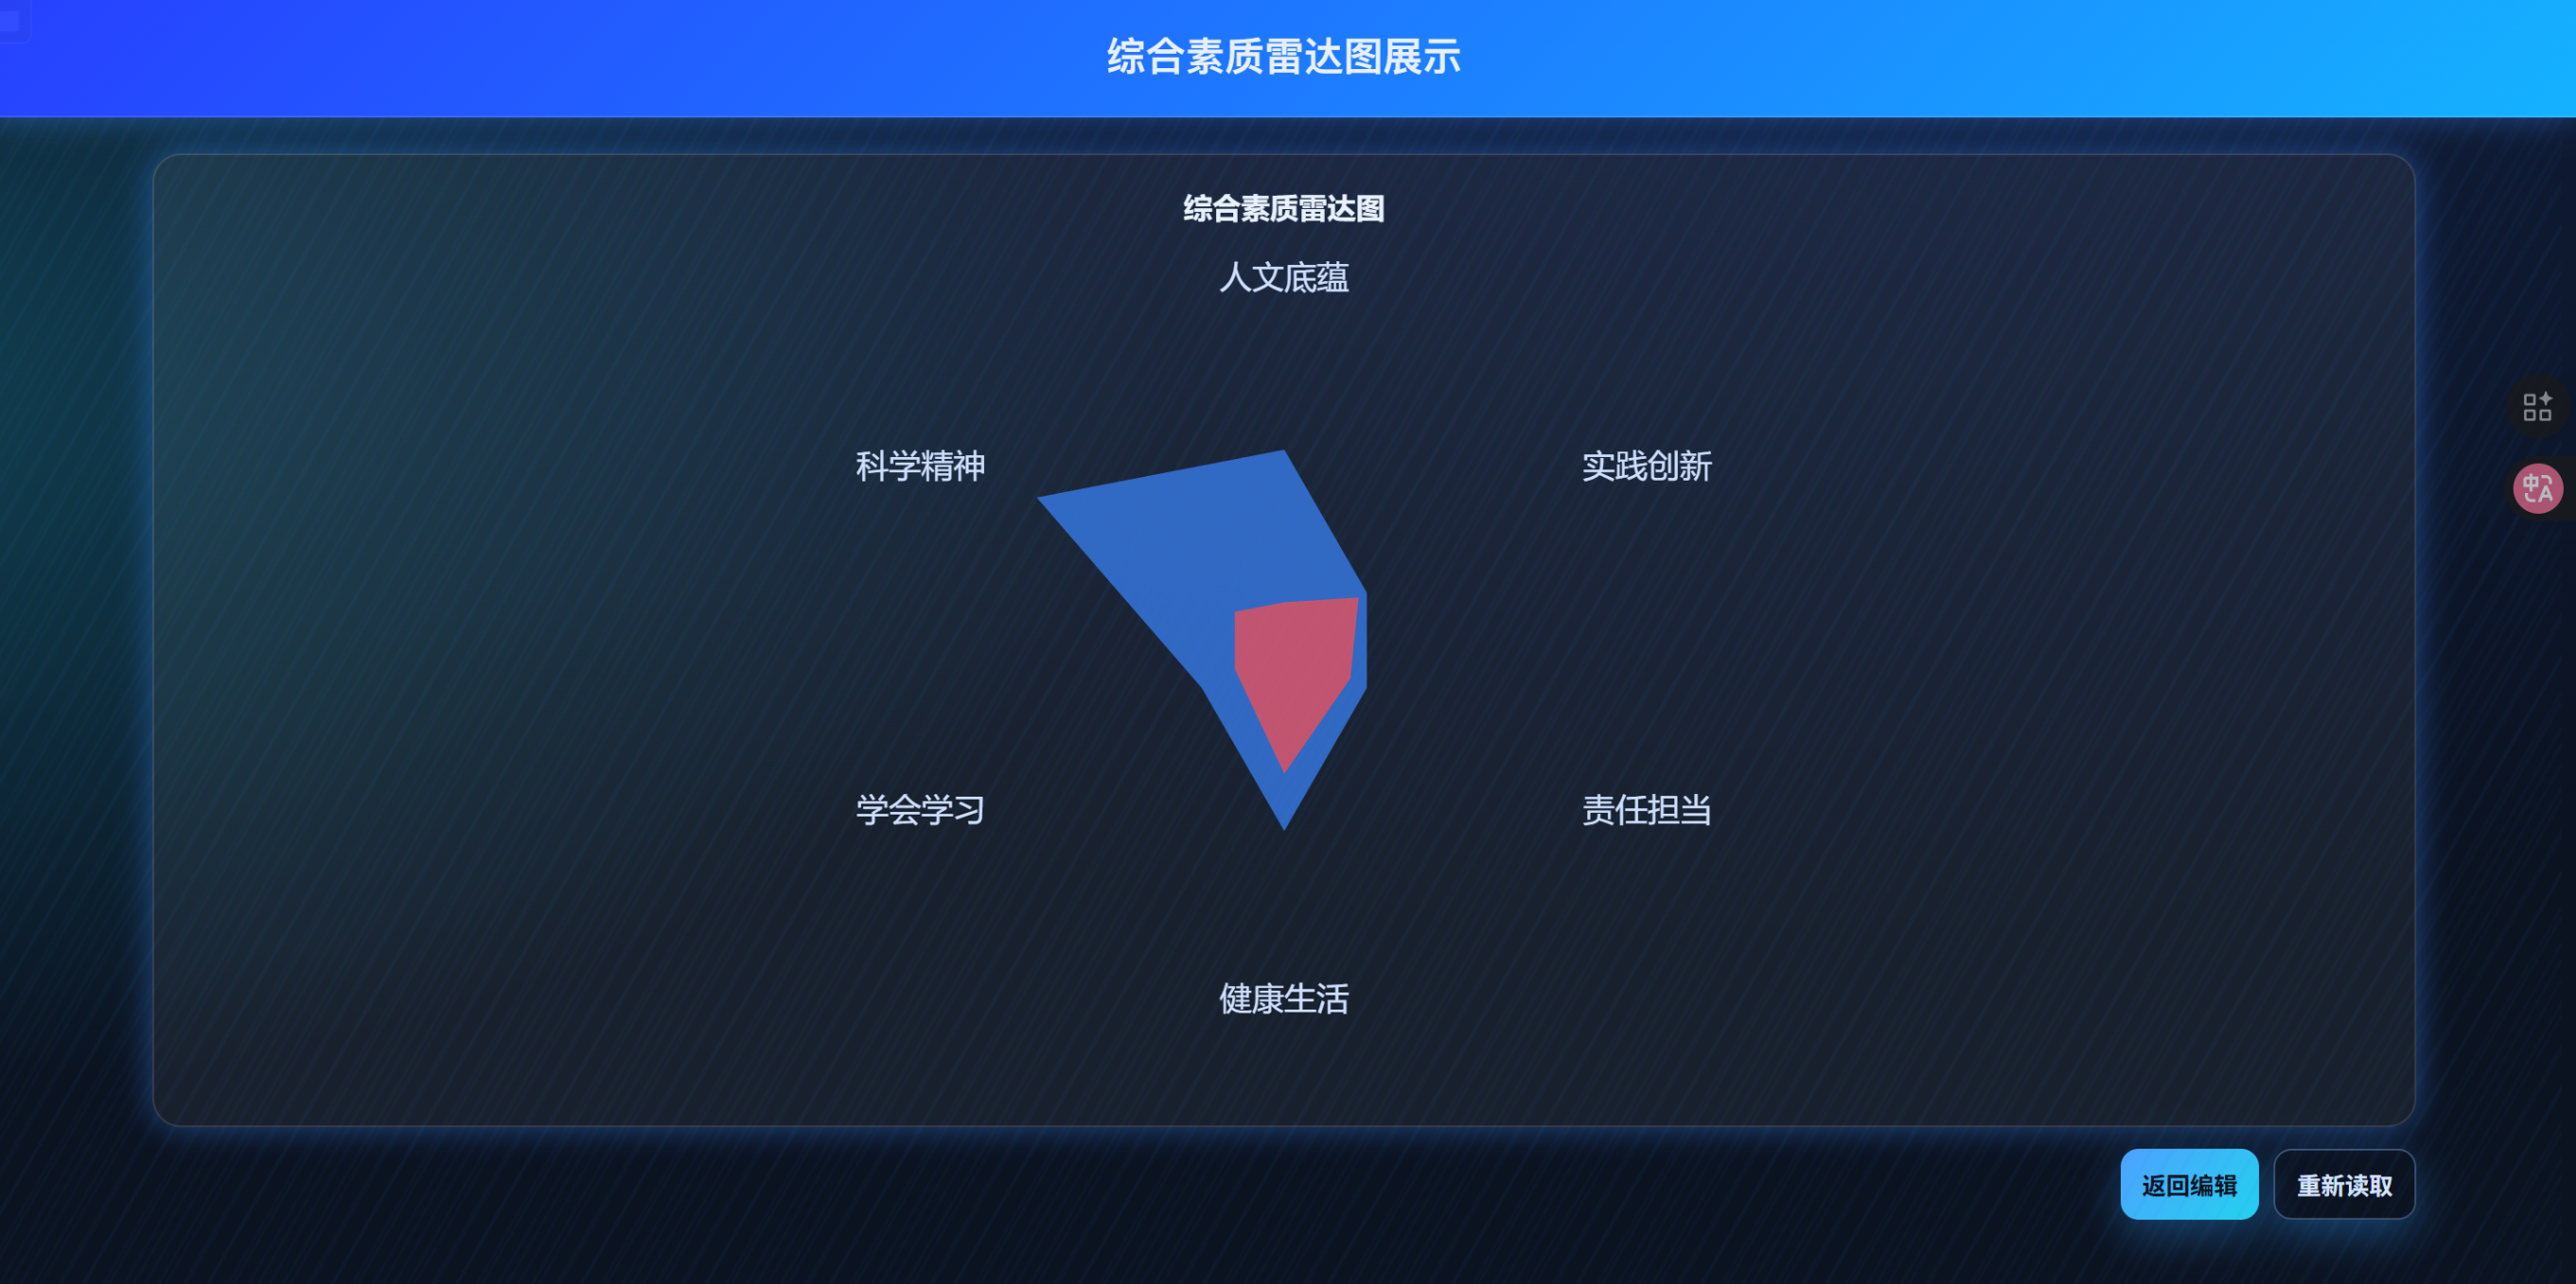 综合素质雷达图展示
综合素质雷达图
人文底蕴
科学精神
实践创新
学会学习
责任担当
健康生活
返回编辑
重新读取
中
A